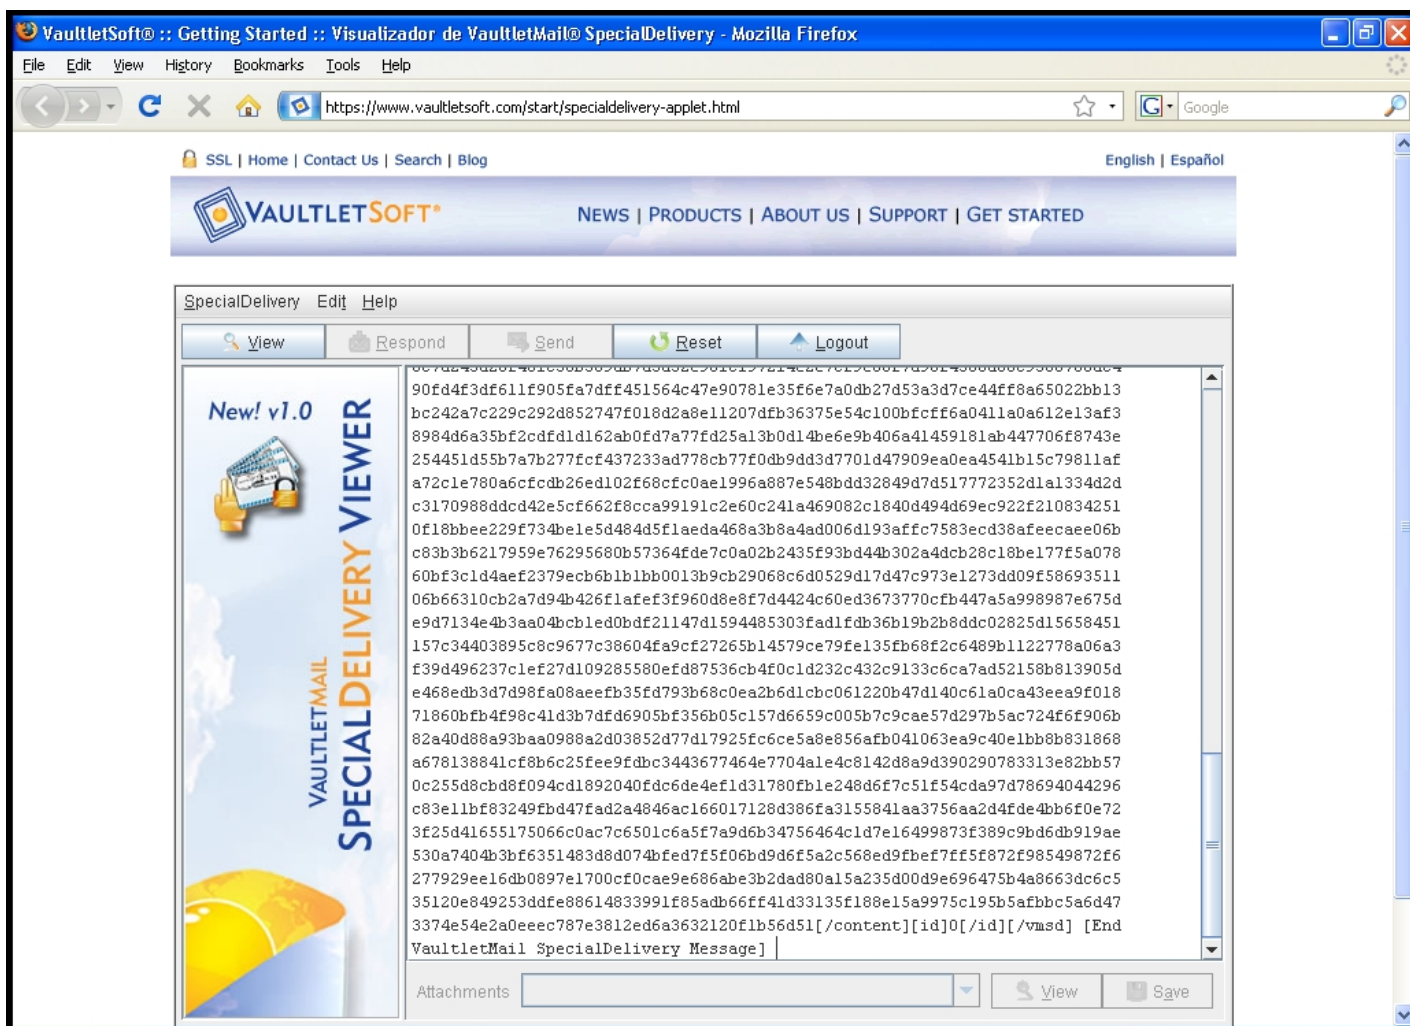 VaultletSoft® :: Getting Started :: Visualizador de VaultletMail® SpecialDelivery - Mozilla Firefox
File Edit View History Bookmarks Tools Help
https://www.vaultletsoft.com/start/specialdelivery-applet.html
G Google
SSL | Home | Contact Us | Search | Blog
English | Español
VAULTLETSOFT®
NEWS | PRODUCTS | ABOUT US | SUPPORT | GET STARTED
SpecialDelivery Edit Help
View Respond Send Reset Logout
New! v1.0
VAULTLETMAIL
SPECIALDELIVERY VIEWER
90fd4f3df611f905fa7dff451564c47e90781e35f6e7a0db27d53a3d7ce44ff8a65022bb13
bc242a7c229c292d852747f018d2a8e11207dfb36375e54c100bfcff6a0411a0a612e13af3
8984d6a35bf2cdfd1d162ab0fd7a77fd25a13b0d14be6e9b406a41459181ab447706f8743e
254451d55b7a7b277fcf437233ad778cb77f0db9dd3d7701d47909ea0ea4541b15c79811af
a72c1e780a6cfcdb26ed102f68cfc0ae1996a887e548bdd32849d7d517772352d1a1334d2d
c3170988ddcd42e5cf662f8cca99191c2e60c241a469082c1840d494d69ec922f210834251
0f18bbee229f734be1e5d484d5f1aeda468a3b8a4ad006d193affc7583ecd38afeecaee06b
c83b3b6217959e76295680b57364fde7c0a02b2435f93bd44b302a4dcb28c18be177f5a078
60bf3c1d4aef2379ecb6b1b1bb0013b9cb29068c6d0529d17d47c973e1273dd09f58693511
06b66310cb2a7d94b426f1afef3f960d8e8f7d4424c60ed3673770cfb447a5a998987e675d
e9d7134e4b3aa04bcb1ed0bdf21147d1594485303fad1fdb36b19b2b8ddc02825d15658451
157c34403895c8c9677c38604fa9cf27265b14579ce79fe135fb68f2c6489b1122778a06a3
f39d496237c1ef27d109285580efd87536cb4f0c1d232c432c9133c6ca7ad52158b813905d
e468edb3d7d98fa08aeefb35fd793b68c0ea2b6d1cbc061220b47d140c61a0ca43eea9f018
71860bfb4f98c41d3b7dfd6905bf356b05c157d6659c005b7c9cae57d297b5ac724f6f906b
82a40d88a93baa0988a2d03852d77d17925fc6ce5a8e856afb041063ea9c40e1bb8b831868
a678138841cf8b6c25fee9fdbc3443677464e7704a1e4c8142d8a9d390290783313e82bb57
0c255d8cbd8f094cd1892040fdc6de4ef1d31780fb1e248d6f7c51f54cda97d78694044296
c83e11bf83249fbd47fad2a4846ac166017128d386fa3155841aa3756aa2d4fde4bb6f0e72
3f25d41655175066c0ac7c6501c6a5f7a9d6b34756464c1d7e16499873f389c9bd6db919ae
530a7404b3bf6351483d8d074bfed7f5f06bd9d6f5a2c568ed9fbef7ff5f872f98549872f6
277929ee16db0897e1700cf0cae9e686abe3b2dad80a15a235d00d9e696475b4a8663dc6c5
35120e849253ddfe88614833991f85adb66ff41d33135f188e15a9975c195b5afbbc5a6d47
3374e54e2a0eeec787e3812ed6a3632120f1b56d51[/content][id]0[/id][/vmsd] [End
VaultletMail SpecialDelivery Message]
Attachments View Save